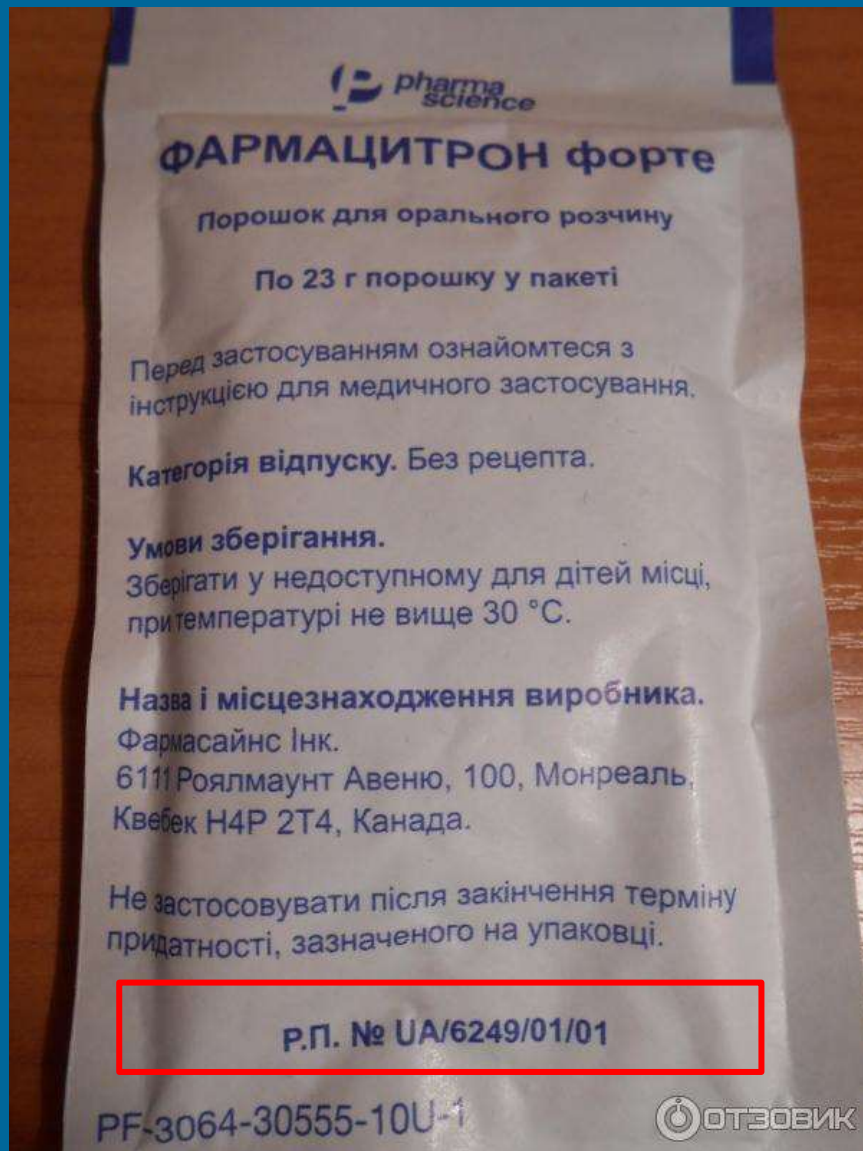 pharma
science
ФАРМАЦИТРОН форте
Порошок для орального розчину
По 23 г порошку у пакеті
Перед застосуванням ознайомтеся з
інструкцією для медичного застосування.
Категорія відпуску. Без рецепта.
Умови зберігання.
Зберігати у недоступному для дітей місці,
при температурі не вище 30 °С.
Назва і місцезнаходження виробника.
Фармасайнс Інк.
6111 Роялмаунт Авеню, 100, Монреаль,
Квебек Н4Р 2Т4, Канада.
Не застосовувати після закінчення терміну
придатності, зазначеного на упаковці.
Р.П. № UA/6249/01/01
PF-3064-30555-10U-1
ОТЗОВИК